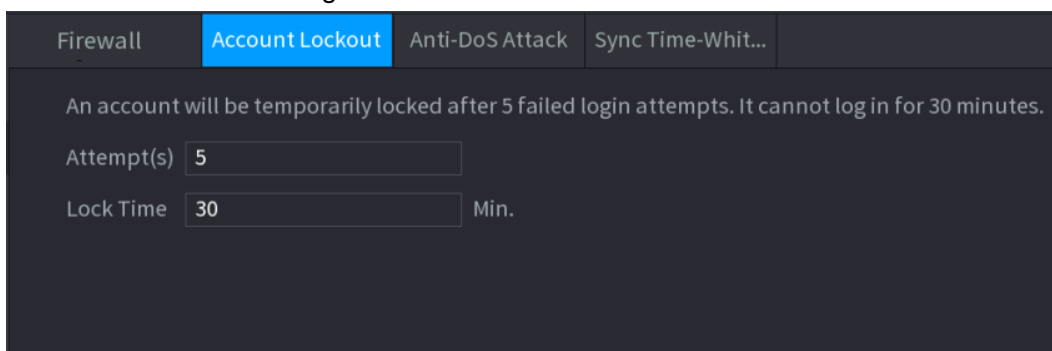 Firewall Account Lockout Anti-DoS Attack Sync Time-Whit...
An account will be temporarily locked after 5 failed login attempts. It cannot log in for 30 minutes.
Attempt(s) 5
Lock Time 30 Min.